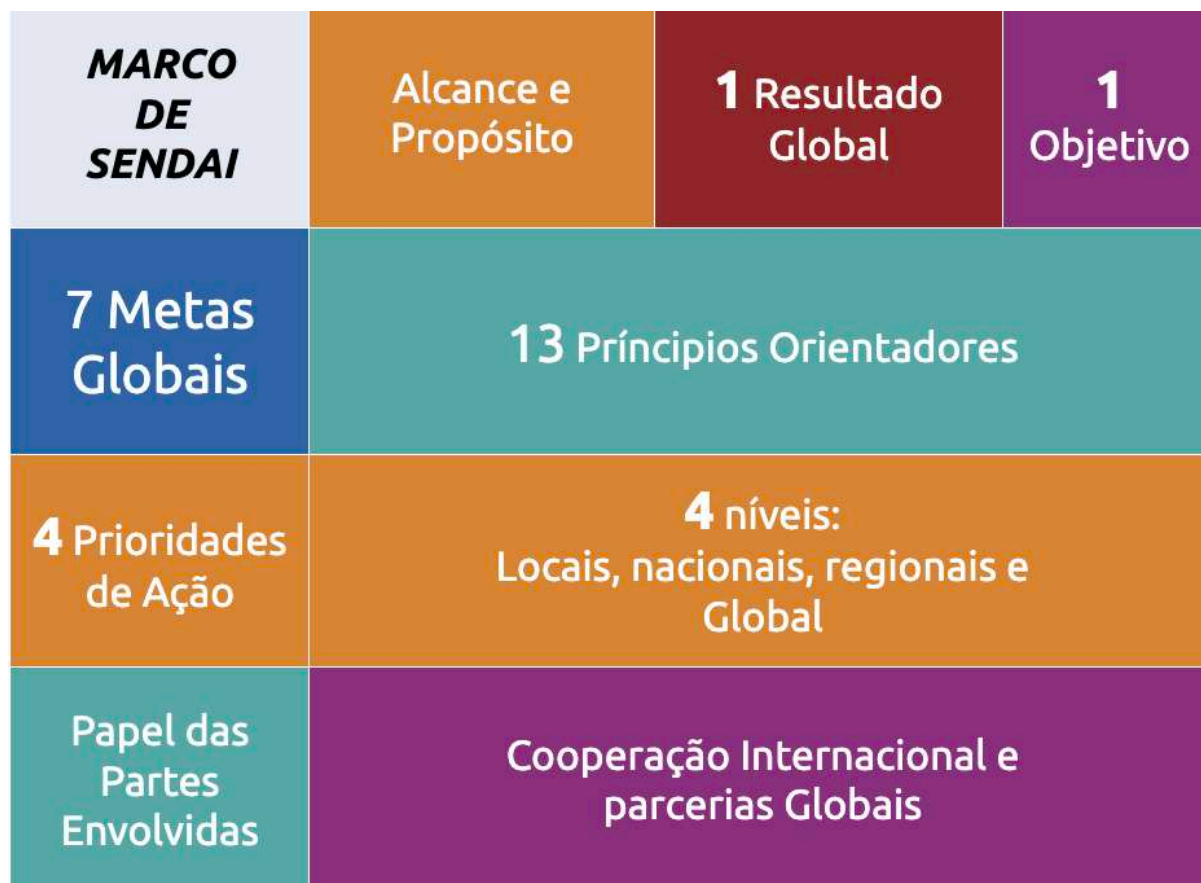 MARCO
DE
SENDAI
Alcance e
Propósito
1 Resultado
Global
1
Objetivo
7 Metas
Globais
13 Príncipios Orientadores
4 Prioridades
de Ação
4 níveis:
Locais, nacionais, regionais e
Global
Papel das
Partes
Envolvidas
Cooperação Internacional e
parcerias Globais